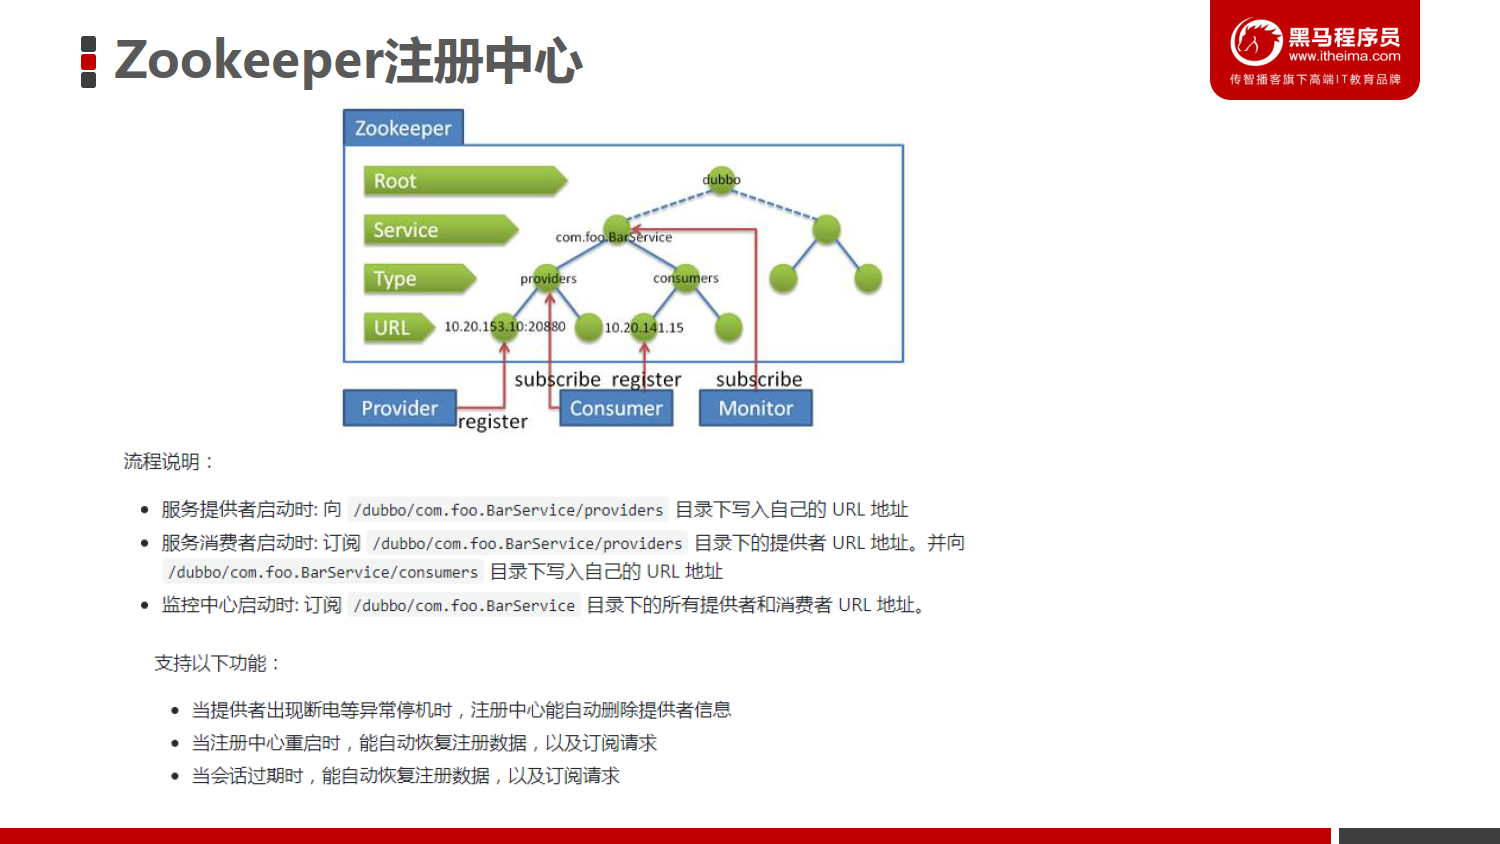 Zookeeper注册中心
黑马程序员
www.itheima.com
传智播客旗下高端IT教育品牌
Zookeeper
Root
dubbo
Service
com.foo.BarService
Type
providers
consumers
URL
10.20.153.10:20880
10.20.141.15
subscribe
register
subscribe
Provider
Consumer
Monitor
register
流程说明：
服务提供者启动时: 向 /dubbo/com.foo.BarService/providers 目录下写入自己的 URL 地址
服务消费者启动时: 订阅 /dubbo/com.foo.BarService/providers 目录下的提供者 URL 地址。并向
/dubbo/com.foo.BarService/consumers 目录下写入自己的 URL 地址
监控中心启动时: 订阅 /dubbo/com.foo.BarService 目录下的所有提供者和消费者 URL 地址。
支持以下功能：
当提供者出现断电等异常停机时，注册中心能自动删除提供者信息
当注册中心重启时，能自动恢复注册数据，以及订阅请求
当会话过期时，能自动恢复注册数据，以及订阅请求